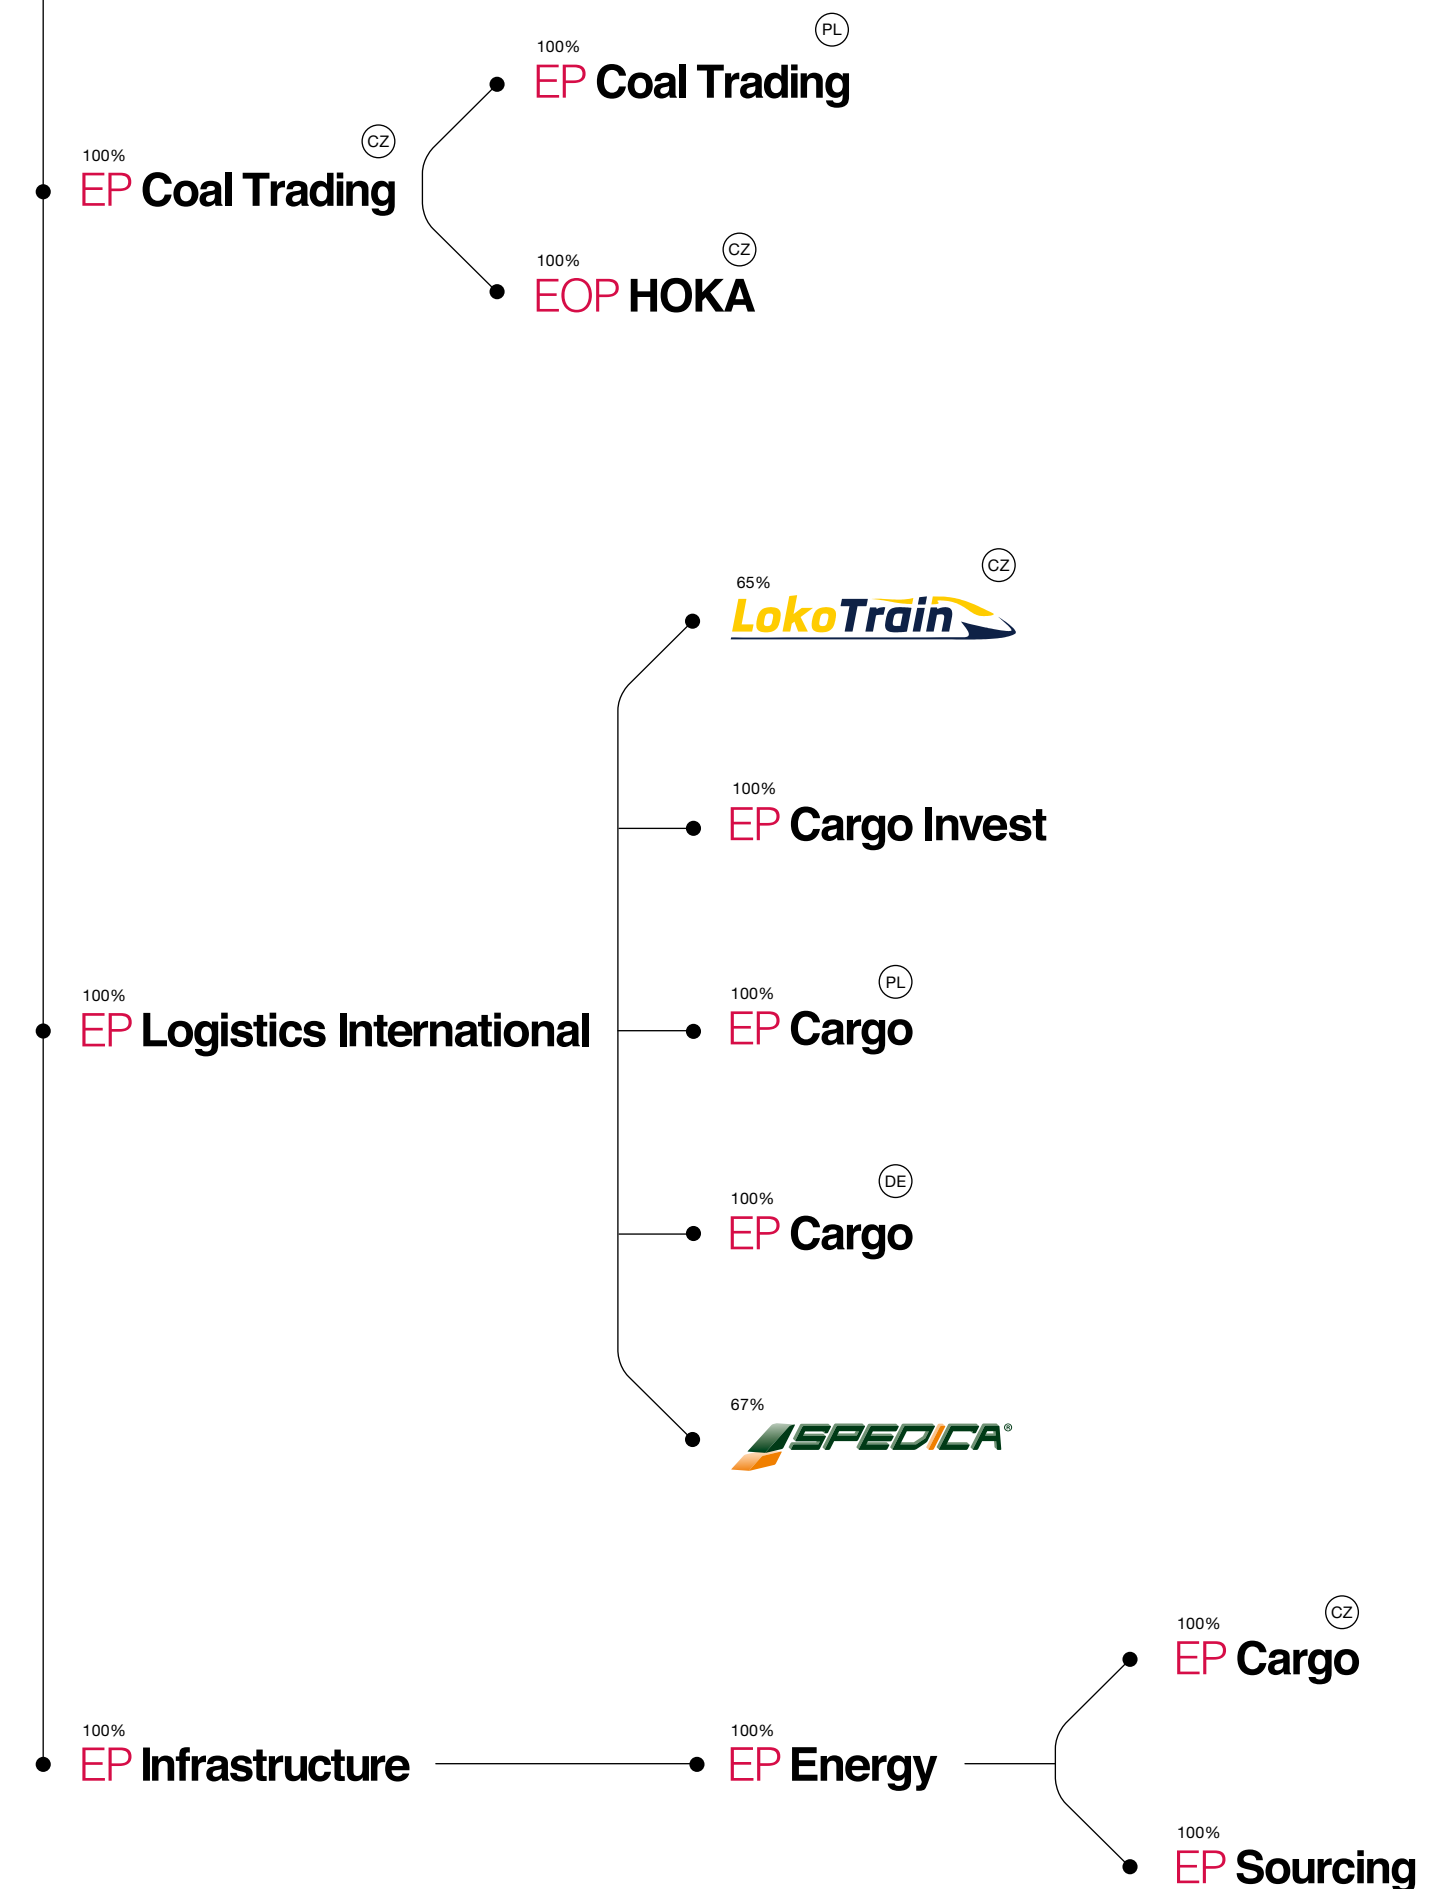 PL
100%
EP Coal Trading
CZ
100%
EP Coal Trading
CZ
100%
EOP HOKA
CZ
65%
LokoTrain
100%
EP Cargo Invest
PL
100%
EP Cargo
100%
EP Logistics International
DE
100%
EP Cargo
67%
SPEDICA®
CZ
100%
EP Cargo
100%
EP Infrastructure
100%
EP Energy
100%
EP Sourcing